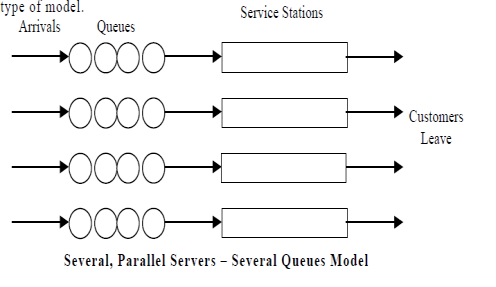 type of model.
Service Stations
Arrivals Queues
Customers
Leave
Several, Parallel Servers – Several Queues Model